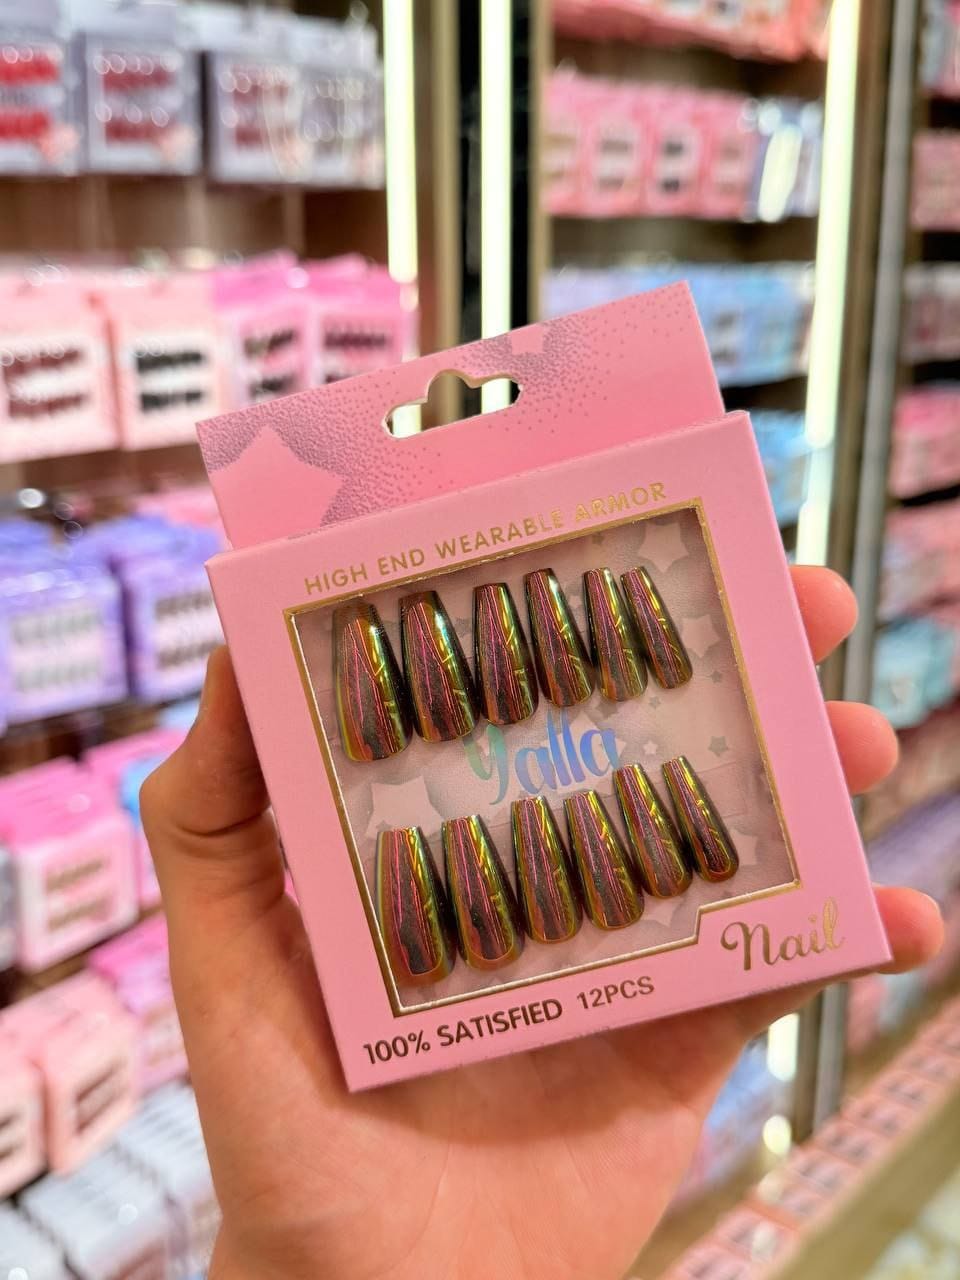 HIGH END WEARABLE ARMOR
Yalla
Nail
100% SATISFIED 12PCS